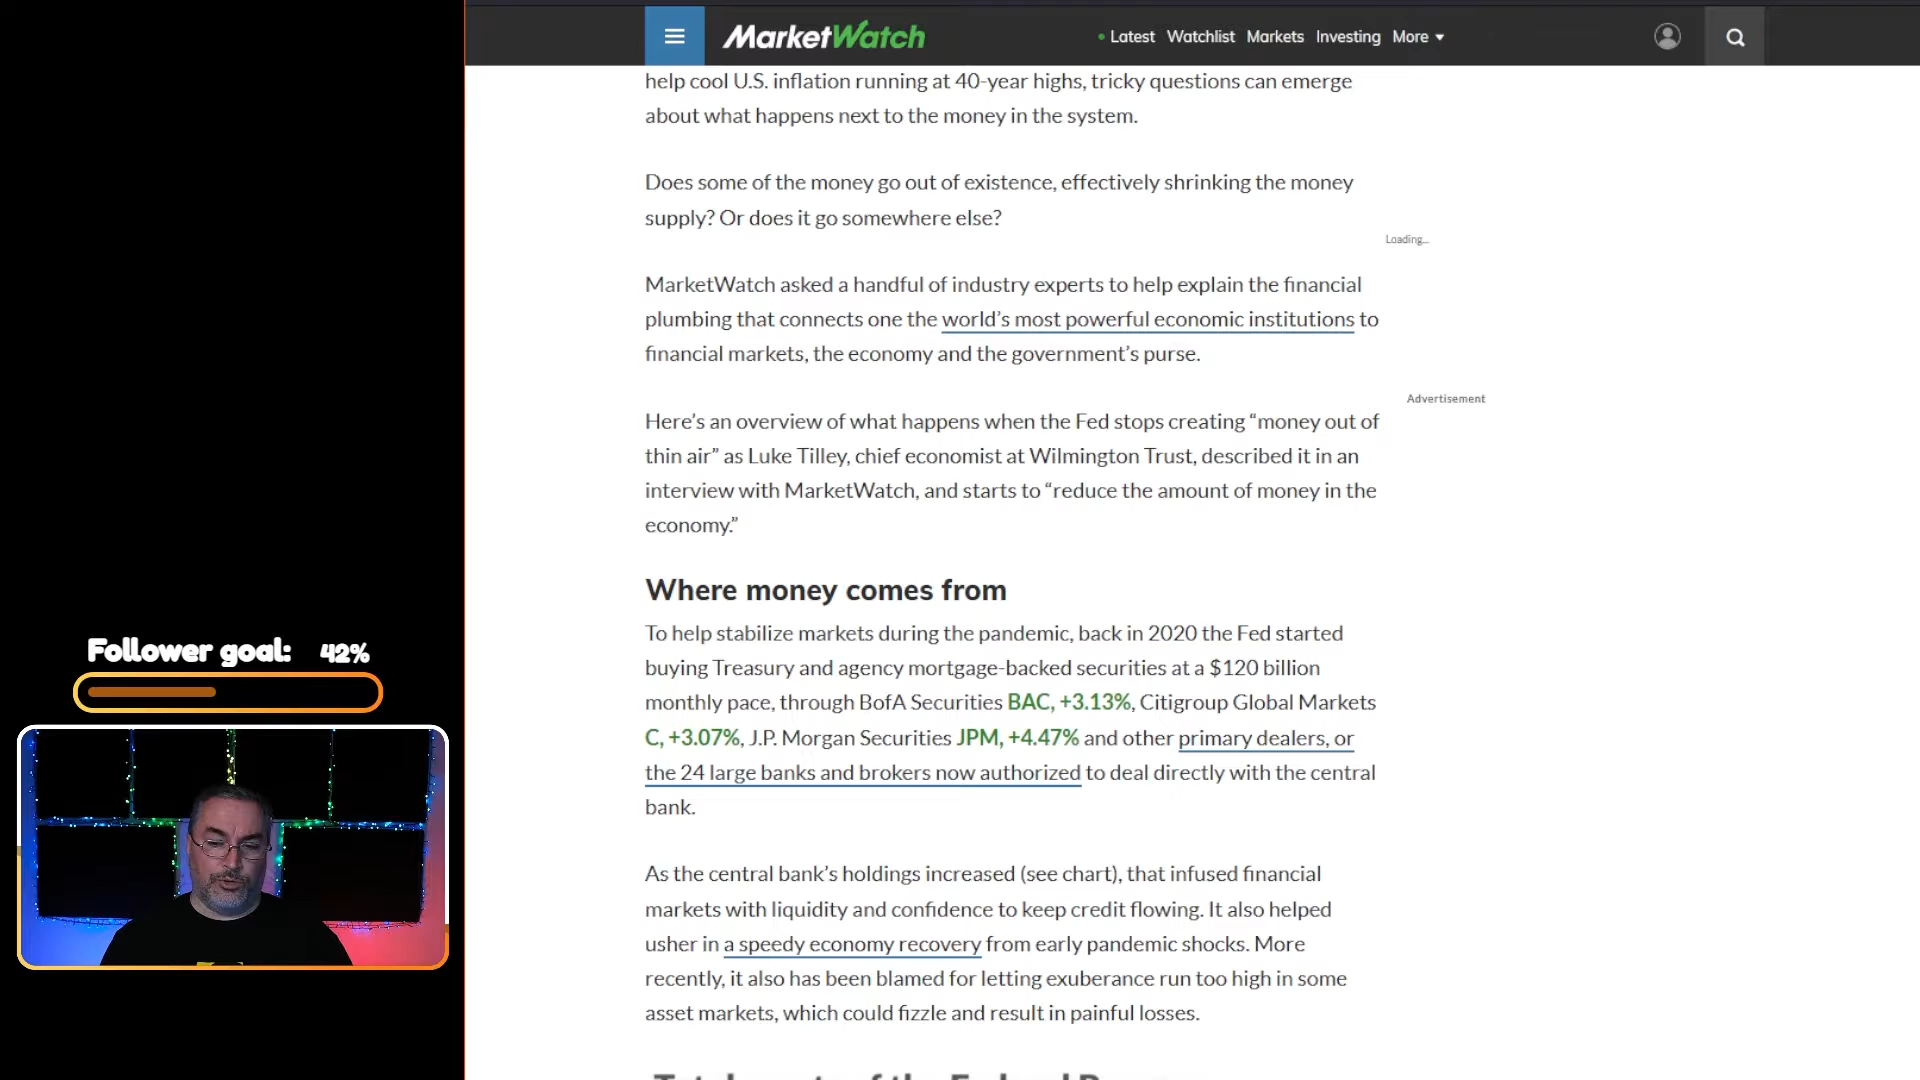 MarketWatch
Latest Watchlist Markets Investing More
help cool U.S. inflation running at 40-year highs, tricky questions can emerge
about what happens next to the money in the system.
Does some of the money go out of existence, effectively shrinking the money
supply? Or does it go somewhere else?
Loading...
MarketWatch asked a handful of industry experts to help explain the financial
plumbing that connects one the world’s most powerful economic institutions to
financial markets, the economy and the government’s purse.
Advertisement
Here’s an overview of what happens when the Fed stops creating “money out of
thin air” as Luke Tilley, chief economist at Wilmington Trust, described it in an
interview with MarketWatch, and starts to “reduce the amount of money in the
economy.”
Where money comes from
To help stabilize markets during the pandemic, back in 2020 the Fed started
buying Treasury and agency mortgage-backed securities at a $120 billion
monthly pace, through BofA Securities BAC, +3.13%, Citigroup Global Markets
C, +3.07%, J.P. Morgan Securities JPM, +4.47% and other primary dealers, or
the 24 large banks and brokers now authorized to deal directly with the central
bank.
As the central bank’s holdings increased (see chart), that infused financial
markets with liquidity and confidence to keep credit flowing. It also helped
usher in a speedy economy recovery from early pandemic shocks. More
recently, it also has been blamed for letting exuberance run too high in some
asset markets, which could fizzle and result in painful losses.
Follower goal: 42%